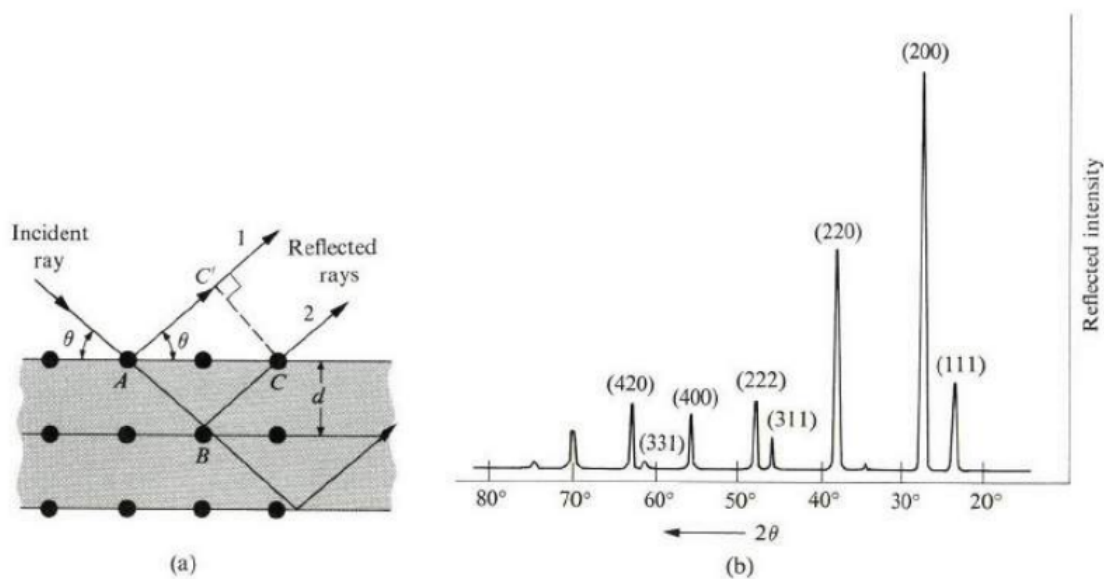 Incident
ray
θ
θ
1
C'
Reflected
rays
2
A
C
d
B
(a)
(200)
(220)
(111)
(420)
(400)
(222)
(331)
(311)
80° 70° 60° 50° 40° 30° 20°
2θ
Reflected intensity
(b)